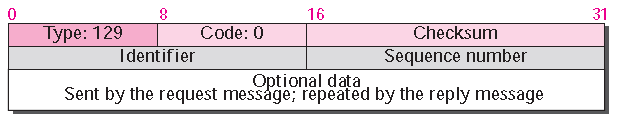 0 8 16 31
Type: 129 Code: 0 Checksum
Identifier Sequence number
Optional data
Sent by the request message; repeated by the reply message